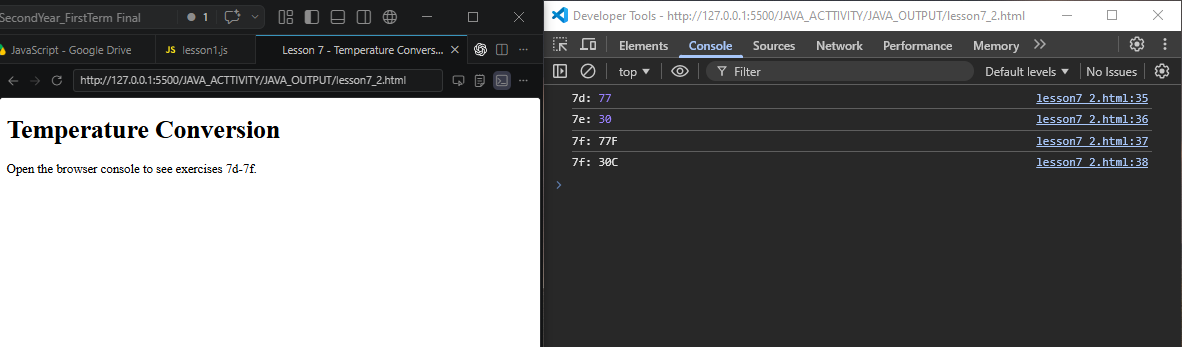 SecondYear_FirstTerm Final
1
JavaScript - Google Drive
JS lesson1.js
Lesson 7 - Temperature Convers...
http://127.0.0.1:5500/JAVA_ACTTIVITY/JAVA_OUTPUT/lesson7_2.html
Temperature Conversion
Open the browser console to see exercises 7d-7f.
Developer Tools - http://127.0.0.1:5500/JAVA_ACTTIVITY/JAVA_OUTPUT/lesson7_2.html
Elements Console Sources Network Performance Memory
top Filter Default levels No Issues
7d: 77 lesson7_2.html:35
7e: 30 lesson7_2.html:36
7f: 77F lesson7_2.html:37
7f: 30C lesson7_2.html:38